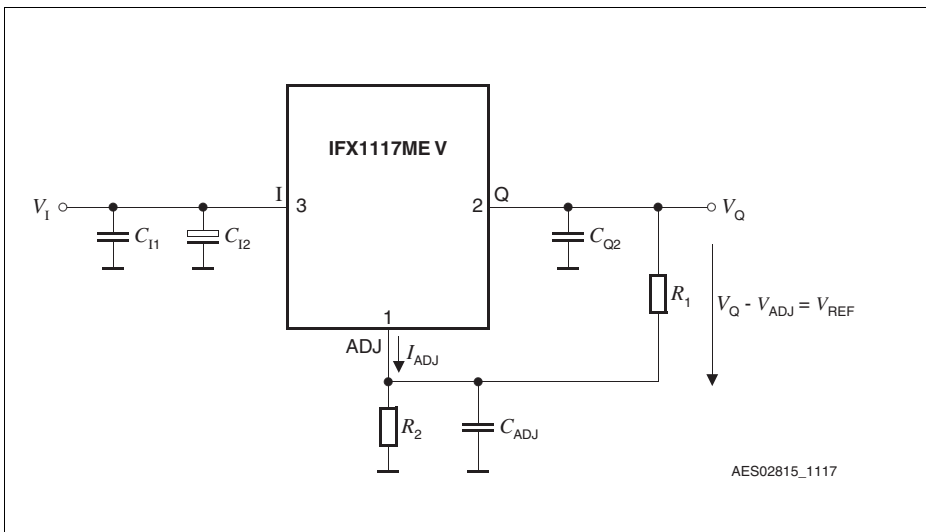 IFX1117ME V
I
Q
V_I
3
2
V_Q
C_I1
C_I2
C_Q2
R_1
V_Q - V_ADJ = V_REF
1
ADJ
I_ADJ
R_2
C_ADJ
AES02815_1117